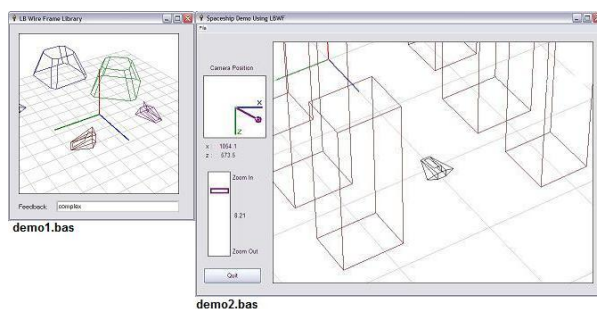 LB Wire Frame Library
Feedback
complex
demo1.bas
Spaceship Demo Using LBWF
File
Camera Position
x
z
x : 1064.1
z : 673.5
Zoom In
8.21
Zoom Out
Quit
demo2.bas